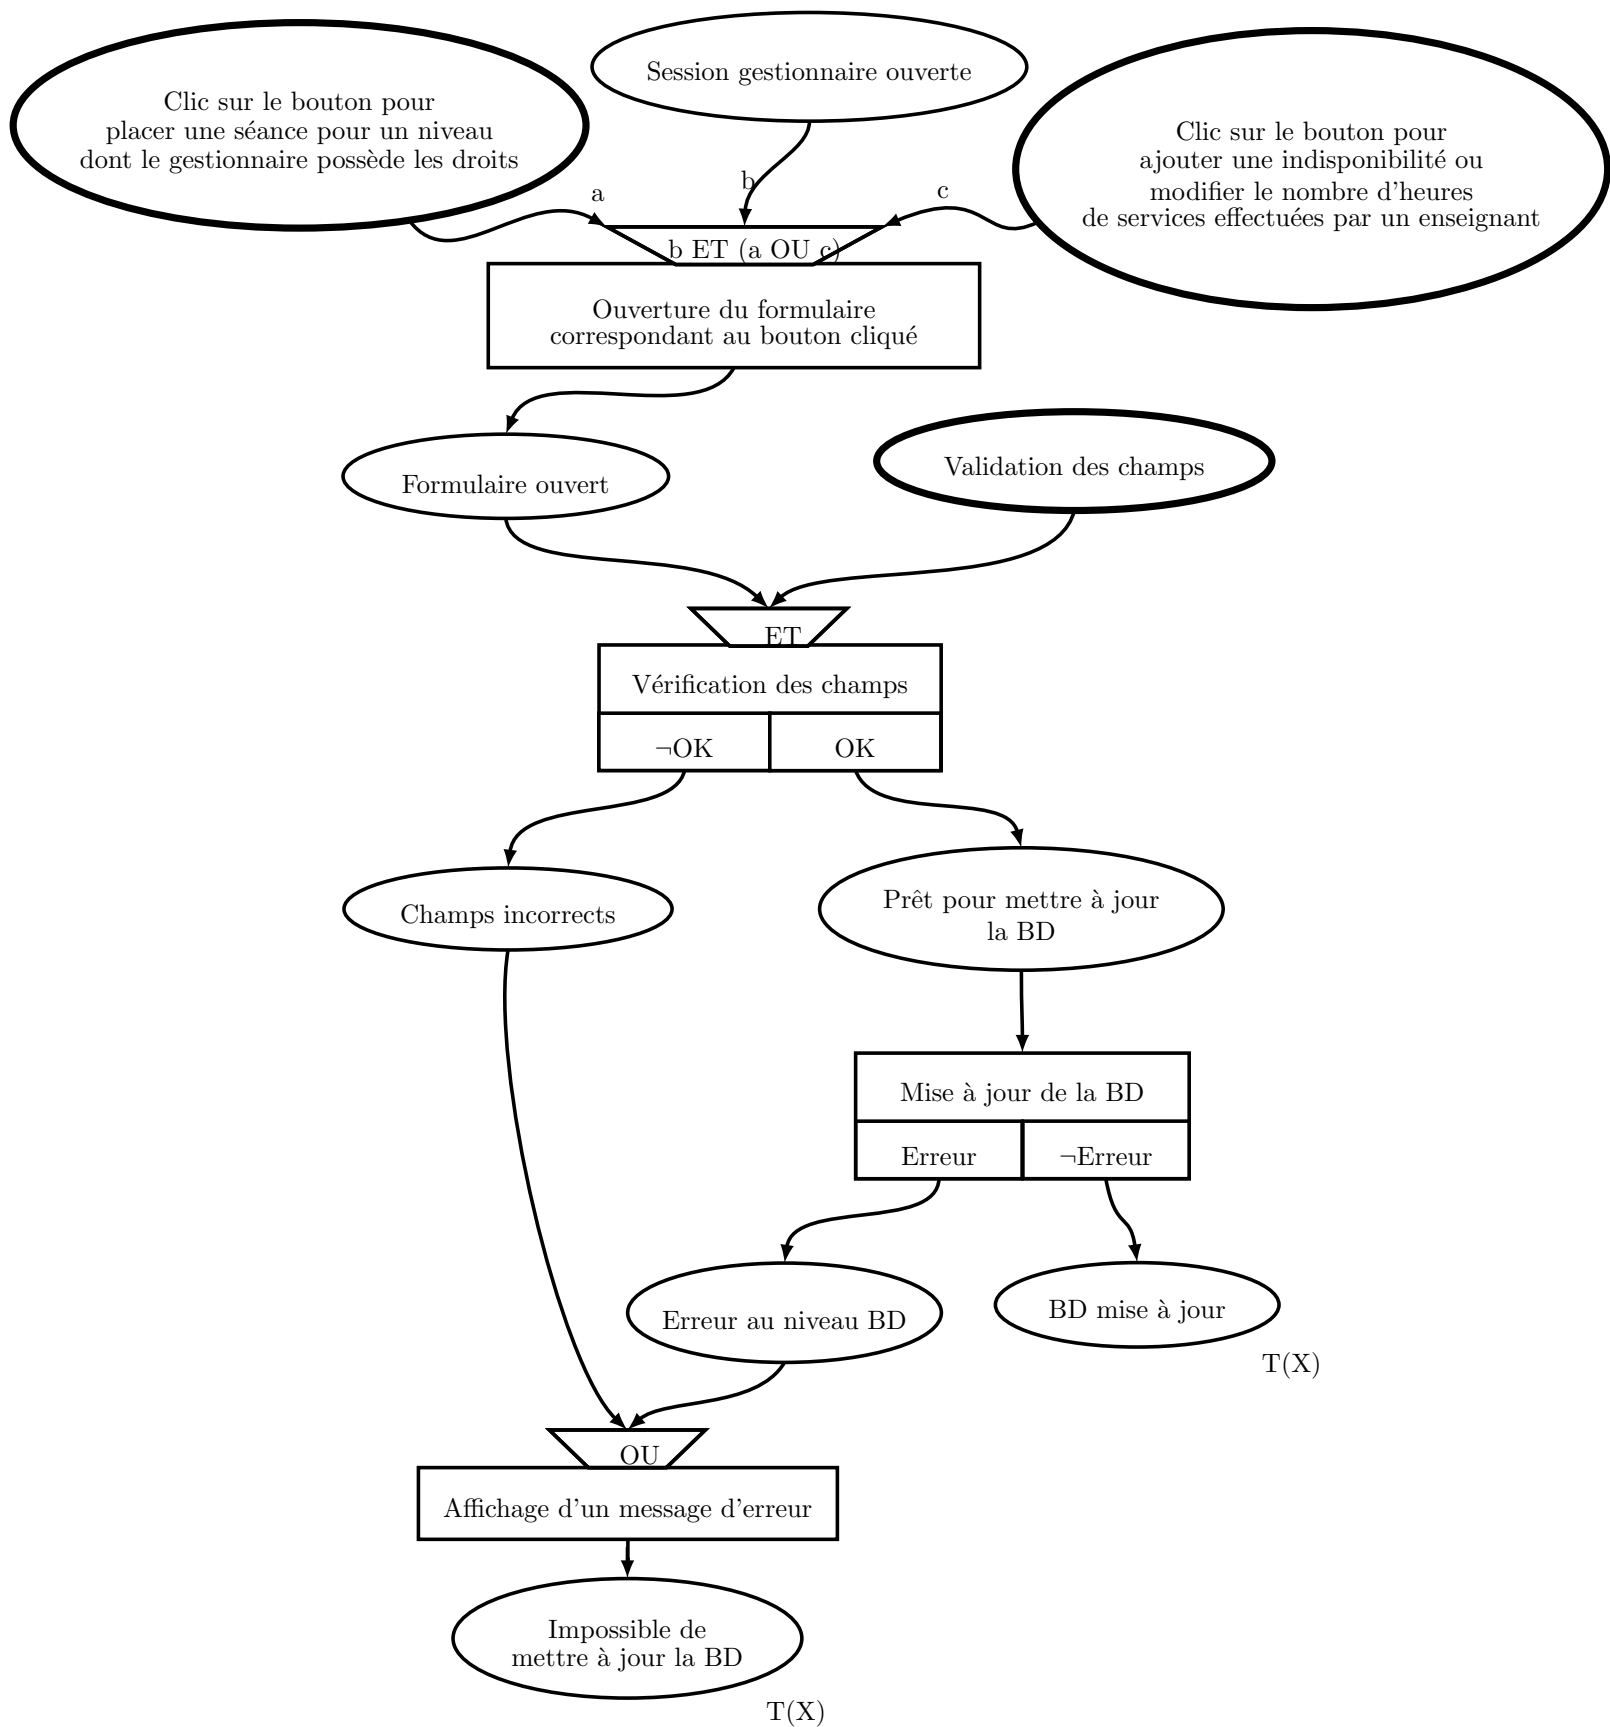 Session gestionnaire ouverte
Clic sur le bouton pour
placer une séance pour un niveau
dont le gestionnaire possède les droits
Clic sur le bouton pour
ajouter une indisponibilité ou
modifier le nombre d'heures
de services effectuées par un enseignant
a
b
c
b ET (a OU c)
Ouverture du formulaire
correspondant au bouton cliqué
Formulaire ouvert
Validation des champs
ET
Vérification des champs
¬OK
OK
Champs incorrects
Prêt pour mettre à jour
la BD
Mise à jour de la BD
Erreur
¬Erreur
Erreur au niveau BD
BD mise à jour
T(X)
OU
Affichage d'un message d'erreur
Impossible de
mettre à jour la BD
T(X)